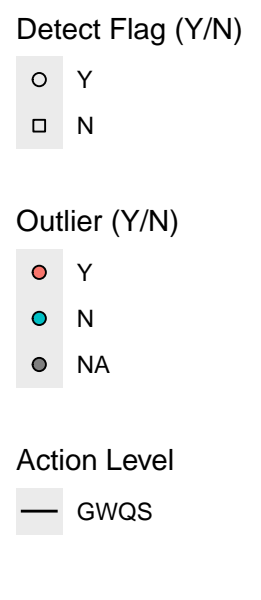 Detect Flag (Y/N)
Y
N
Outlier (Y/N)
Y
N
NA
Action Level
GWQS